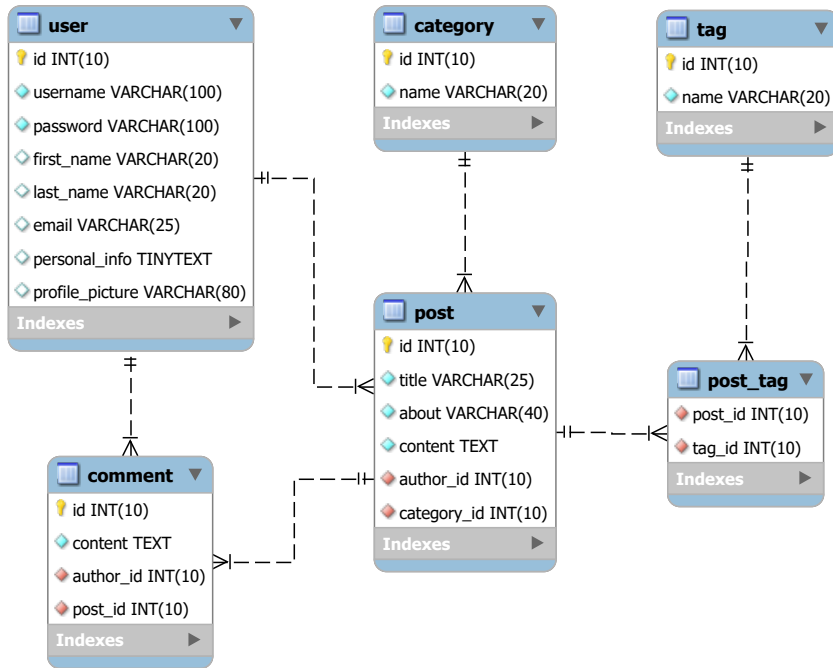 user
id INT(10)
username VARCHAR(100)
password VARCHAR(100)
first_name VARCHAR(20)
last_name VARCHAR(20)
email VARCHAR(25)
personal_info TINYTEXT
profile_picture VARCHAR(80)
Indexes
category
id INT(10)
name VARCHAR(20)
Indexes
tag
id INT(10)
name VARCHAR(20)
Indexes
post
id INT(10)
title VARCHAR(25)
about VARCHAR(40)
content TEXT
author_id INT(10)
category_id INT(10)
Indexes
post_tag
post_id INT(10)
tag_id INT(10)
Indexes
comment
id INT(10)
content TEXT
author_id INT(10)
post_id INT(10)
Indexes